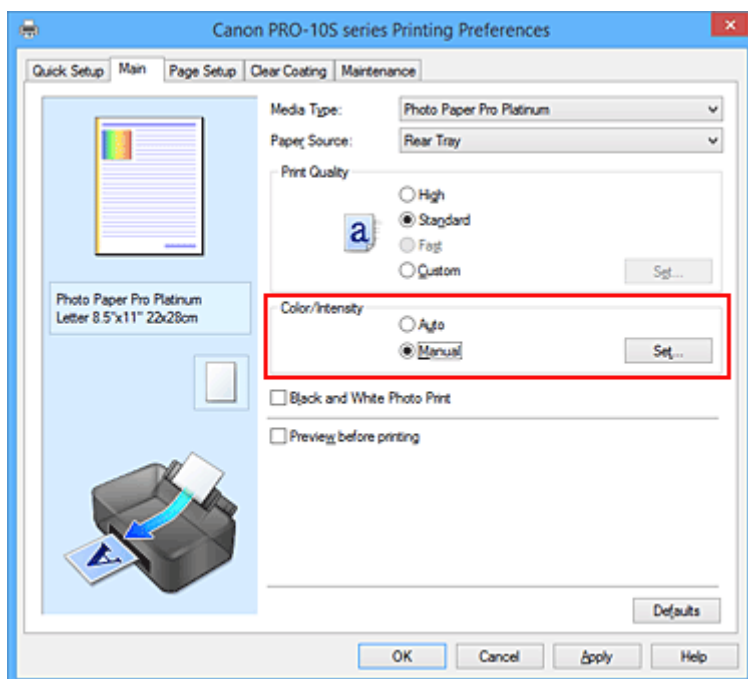 Canon PRO-10S series Printing Preferences
Quick Setup Main Page Setup Clear Coating Maintenance
Media Type: Photo Paper Pro Platinum
Paper Source: Rear Tray
Print Quality
High
a Standard
Fast
Custom Set...
Photo Paper Pro Platinum
Letter 8.5"x11" 22x28cm
Color/Intensity
Auto
Manual Set...
Black and White Photo Print
Preview before printing
A
Defaults
OK Cancel Apply Help